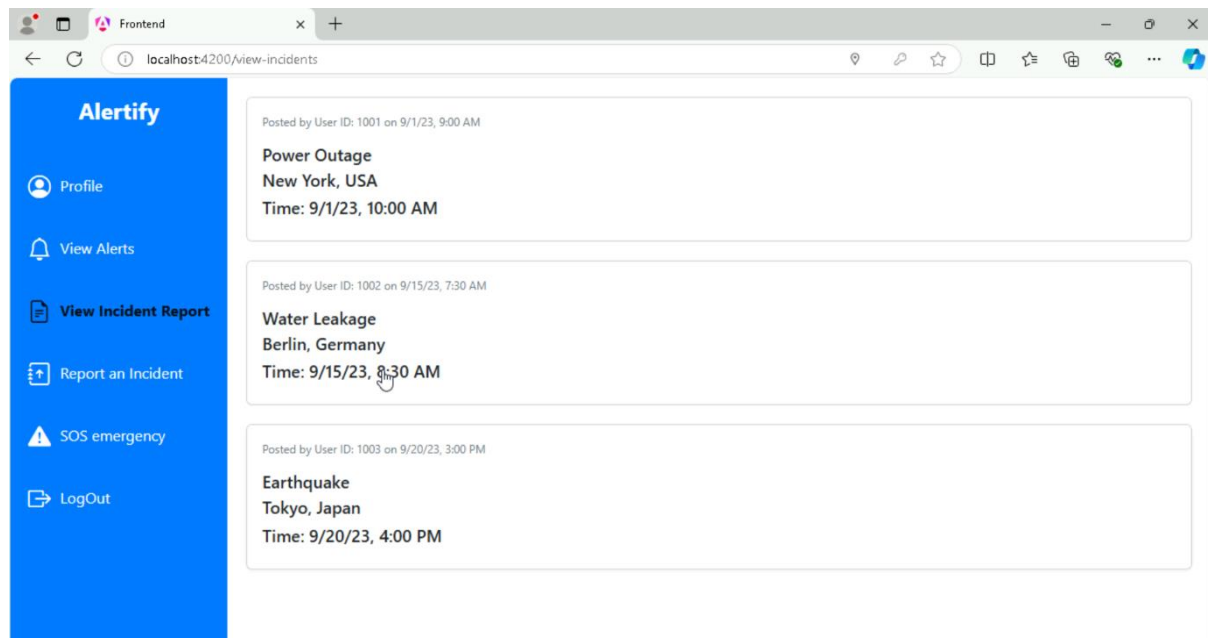 Frontend
localhost:4200/view-incidents
Alertify
Profile
View Alerts
View Incident Report
Report an Incident
SOS emergency
LogOut
Posted by User ID: 1001 on 9/1/23, 9:00 AM
Power Outage
New York, USA
Time: 9/1/23, 10:00 AM
Posted by User ID: 1002 on 9/15/23, 7:30 AM
Water Leakage
Berlin, Germany
Time: 9/15/23, 8:30 AM
Posted by User ID: 1003 on 9/20/23, 3:00 PM
Earthquake
Tokyo, Japan
Time: 9/20/23, 4:00 PM